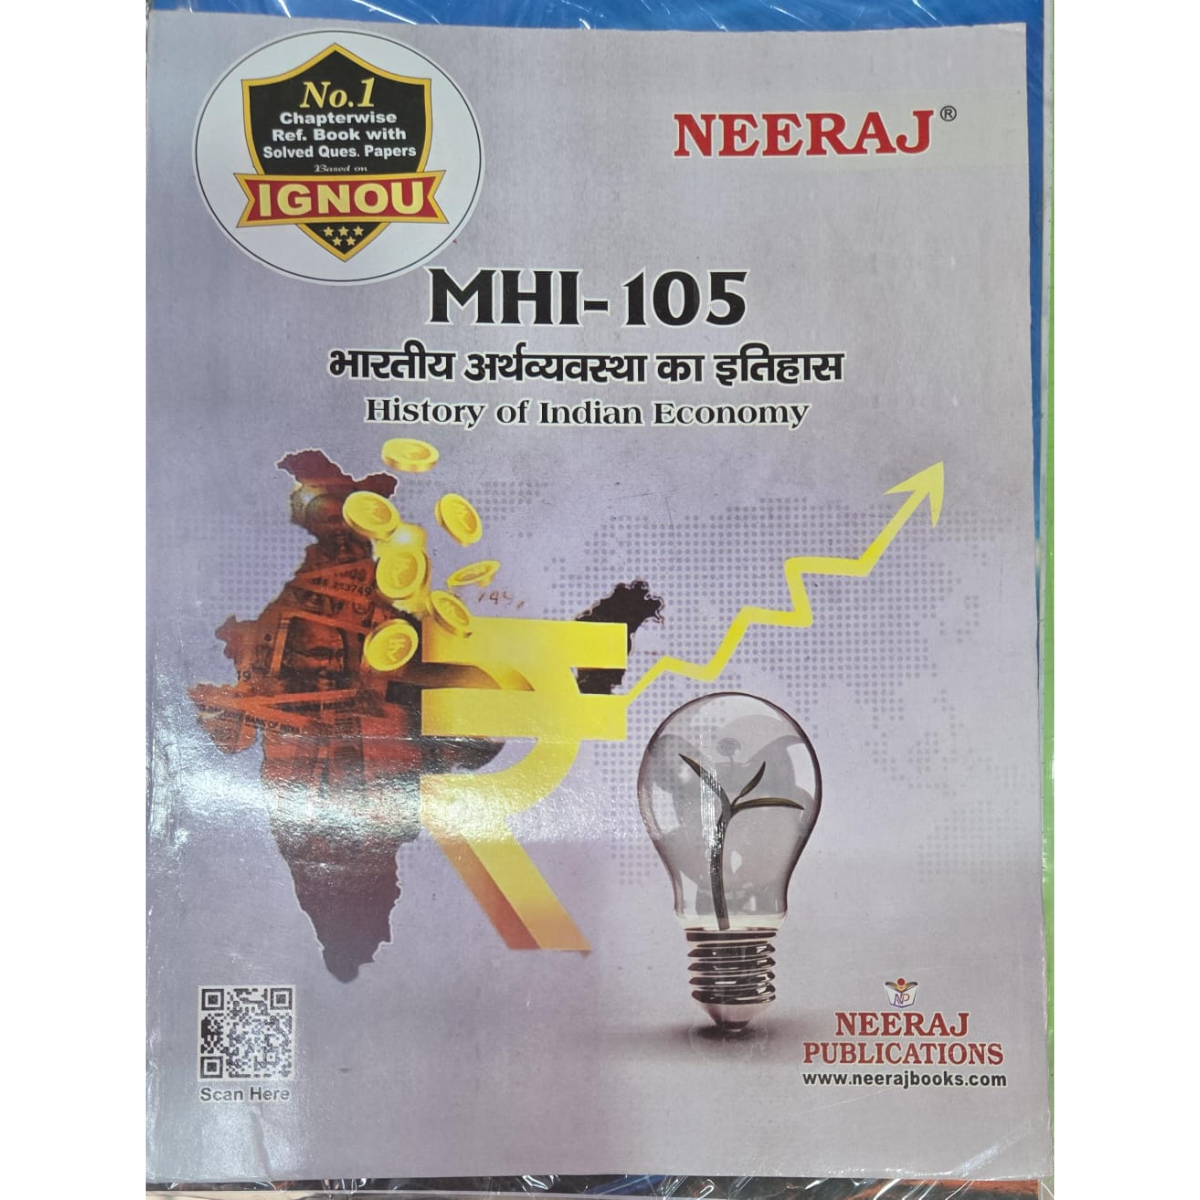 No.1
Chapterwise
Ref. Book with
Solved Ques. Papers
Based on
IGNOU
NEERAJ®
MHI-105
भारतीय अर्थव्यवस्था का इतिहास
History of Indian Economy
NP
NEERAJ
PUBLICATIONS
www.neerajbooks.com
Scan Here